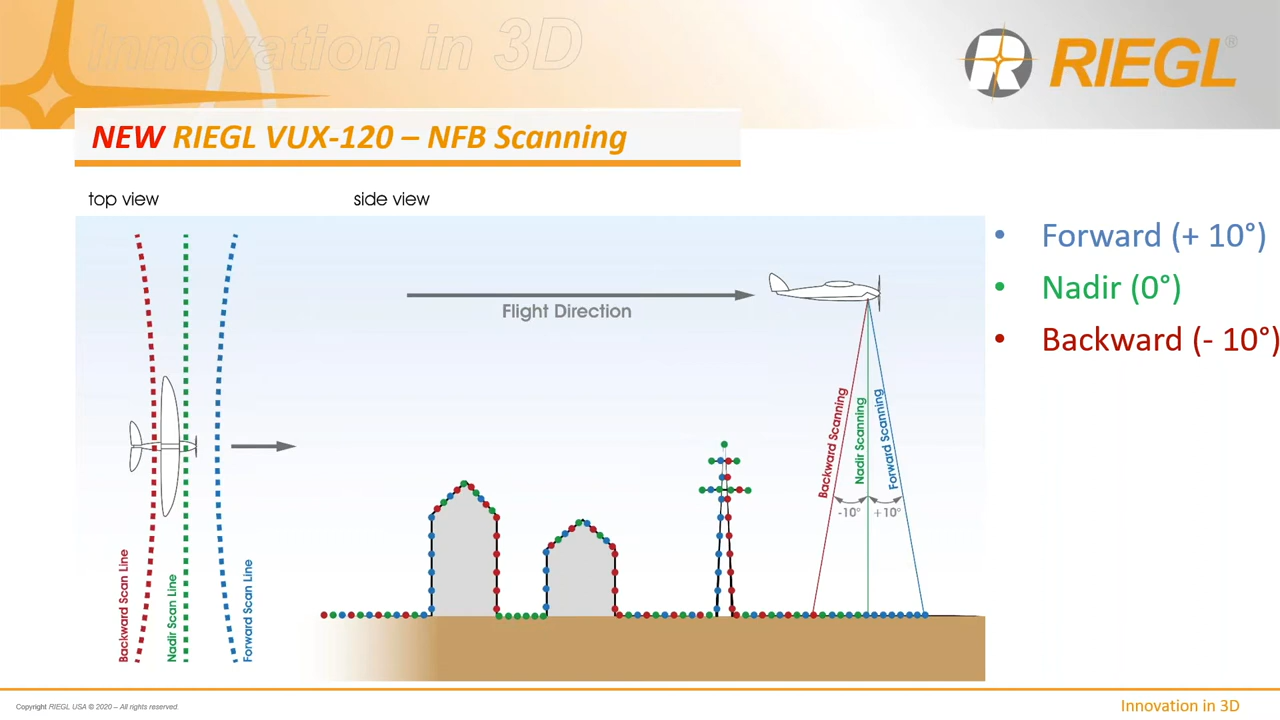 Innovation in 3D
RIEGL®
NEW RIEGL VUX-120 – NFB Scanning
top view
side view
Flight Direction
Backward Scanning
Nadir Scanning
Forward Scanning
-10°
+10°
Backward Scan Line
Nadir Scan Line
Forward Scan Line
• Forward (+ 10°)
• Nadir (0°)
• Backward (- 10°)
Copyright RIEGL USA © 2020 – All rights reserved.
Innovation in 3D